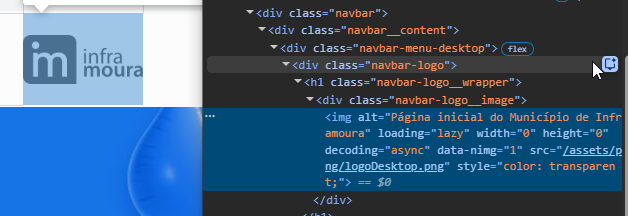 im infra
moura
<div class="navbar">
<div class="navbar__content">
<div class="navbar-menu-desktop"> flex
<div class="navbar-logo">
<h1 class="navbar-logo__wrapper">
<div class="navbar-logo__image">
<img alt="Página inicial do Município de Infr
amoura" loading="lazy" width="0" height="0"
decoding="async" data-nimg="1" src="/assets/p
ng/logoDesktop.png" style="color: transparen
t;"> == $0
</div>